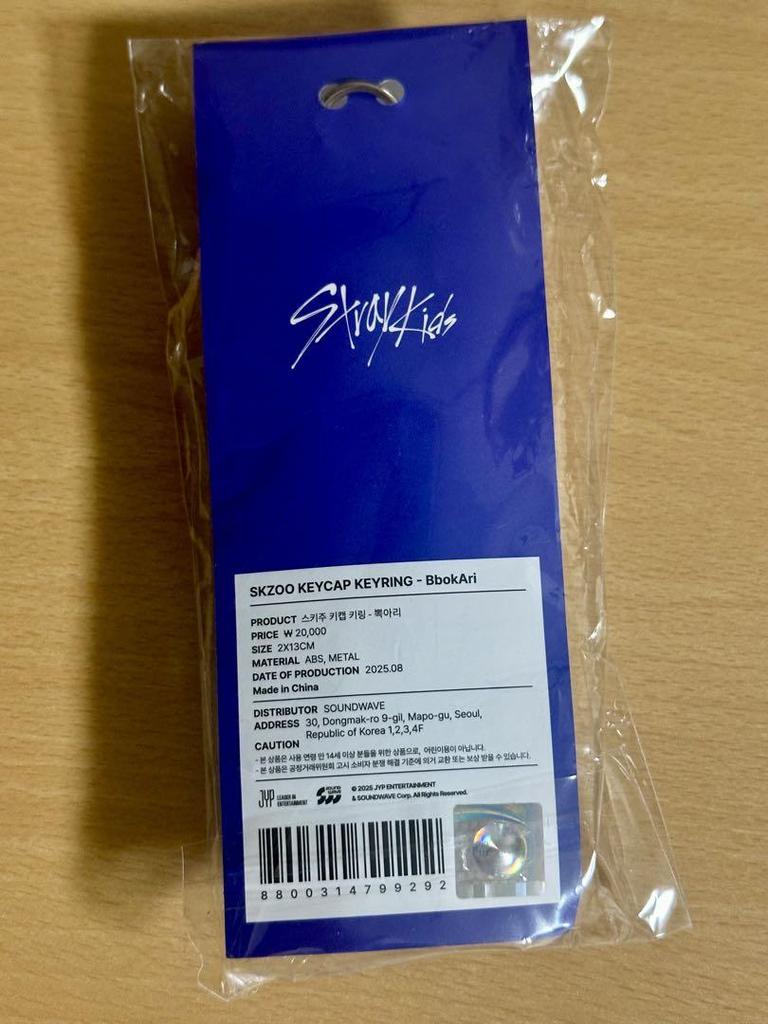 Stray Kids
SKZOO KEYCAP KEYRING - BbokAri
PRODUCT 스키주 키캡 키링 - 뽁아리
PRICE ₩ 20,000
SIZE 2X13CM
MATERIAL ABS, METAL
DATE OF PRODUCTION 2025.08
Made in China
DISTRIBUTOR SOUNDWAVE
ADDRESS 30, Dongmak-ro 9-gil, Mapo-gu, Seoul,
Republic of Korea 1,2,3,4F
CAUTION
- 본 상품은 사용 연령 만 14세 이상 분들을 위한 상품으로, 어린이용이 아닙니다.
- 본 상품은 공정거래위원회 고시 소비자 분쟁 해결 기준에 의거 교환 또는 보상 받을 수 있습니다.
JYP LEADER IN
ENTERTAINMENT
sound
wave
© 2025 JYP ENTERTAINMENT
& SOUNDWAVE Corp. All Rights Reserved.
8800314799292